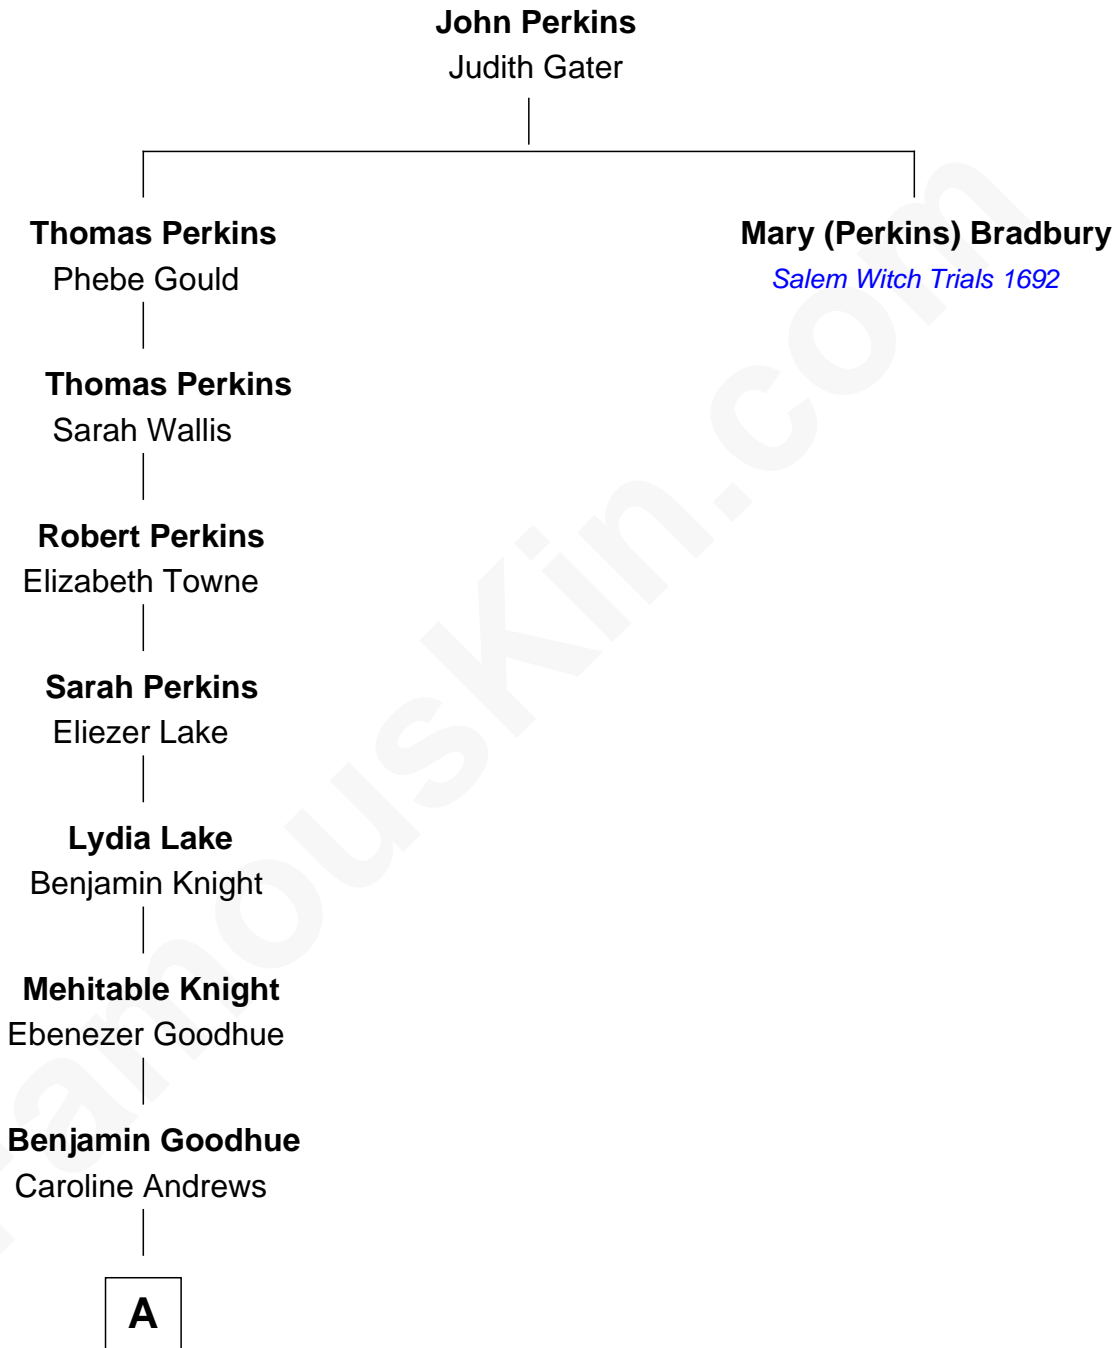 John Perkins
Judith Gater
Thomas Perkins
Phebe Gould
Mary (Perkins) Bradbury
Salem Witch Trials 1692
Thomas Perkins
Sarah Wallis
Robert Perkins
Elizabeth Towne
Sarah Perkins
Eliezer Lake
Lydia Lake
Benjamin Knight
Mehitable Knight
Ebenezer Goodhue
Benjamin Goodhue
Caroline Andrews
A
FamousKin.com